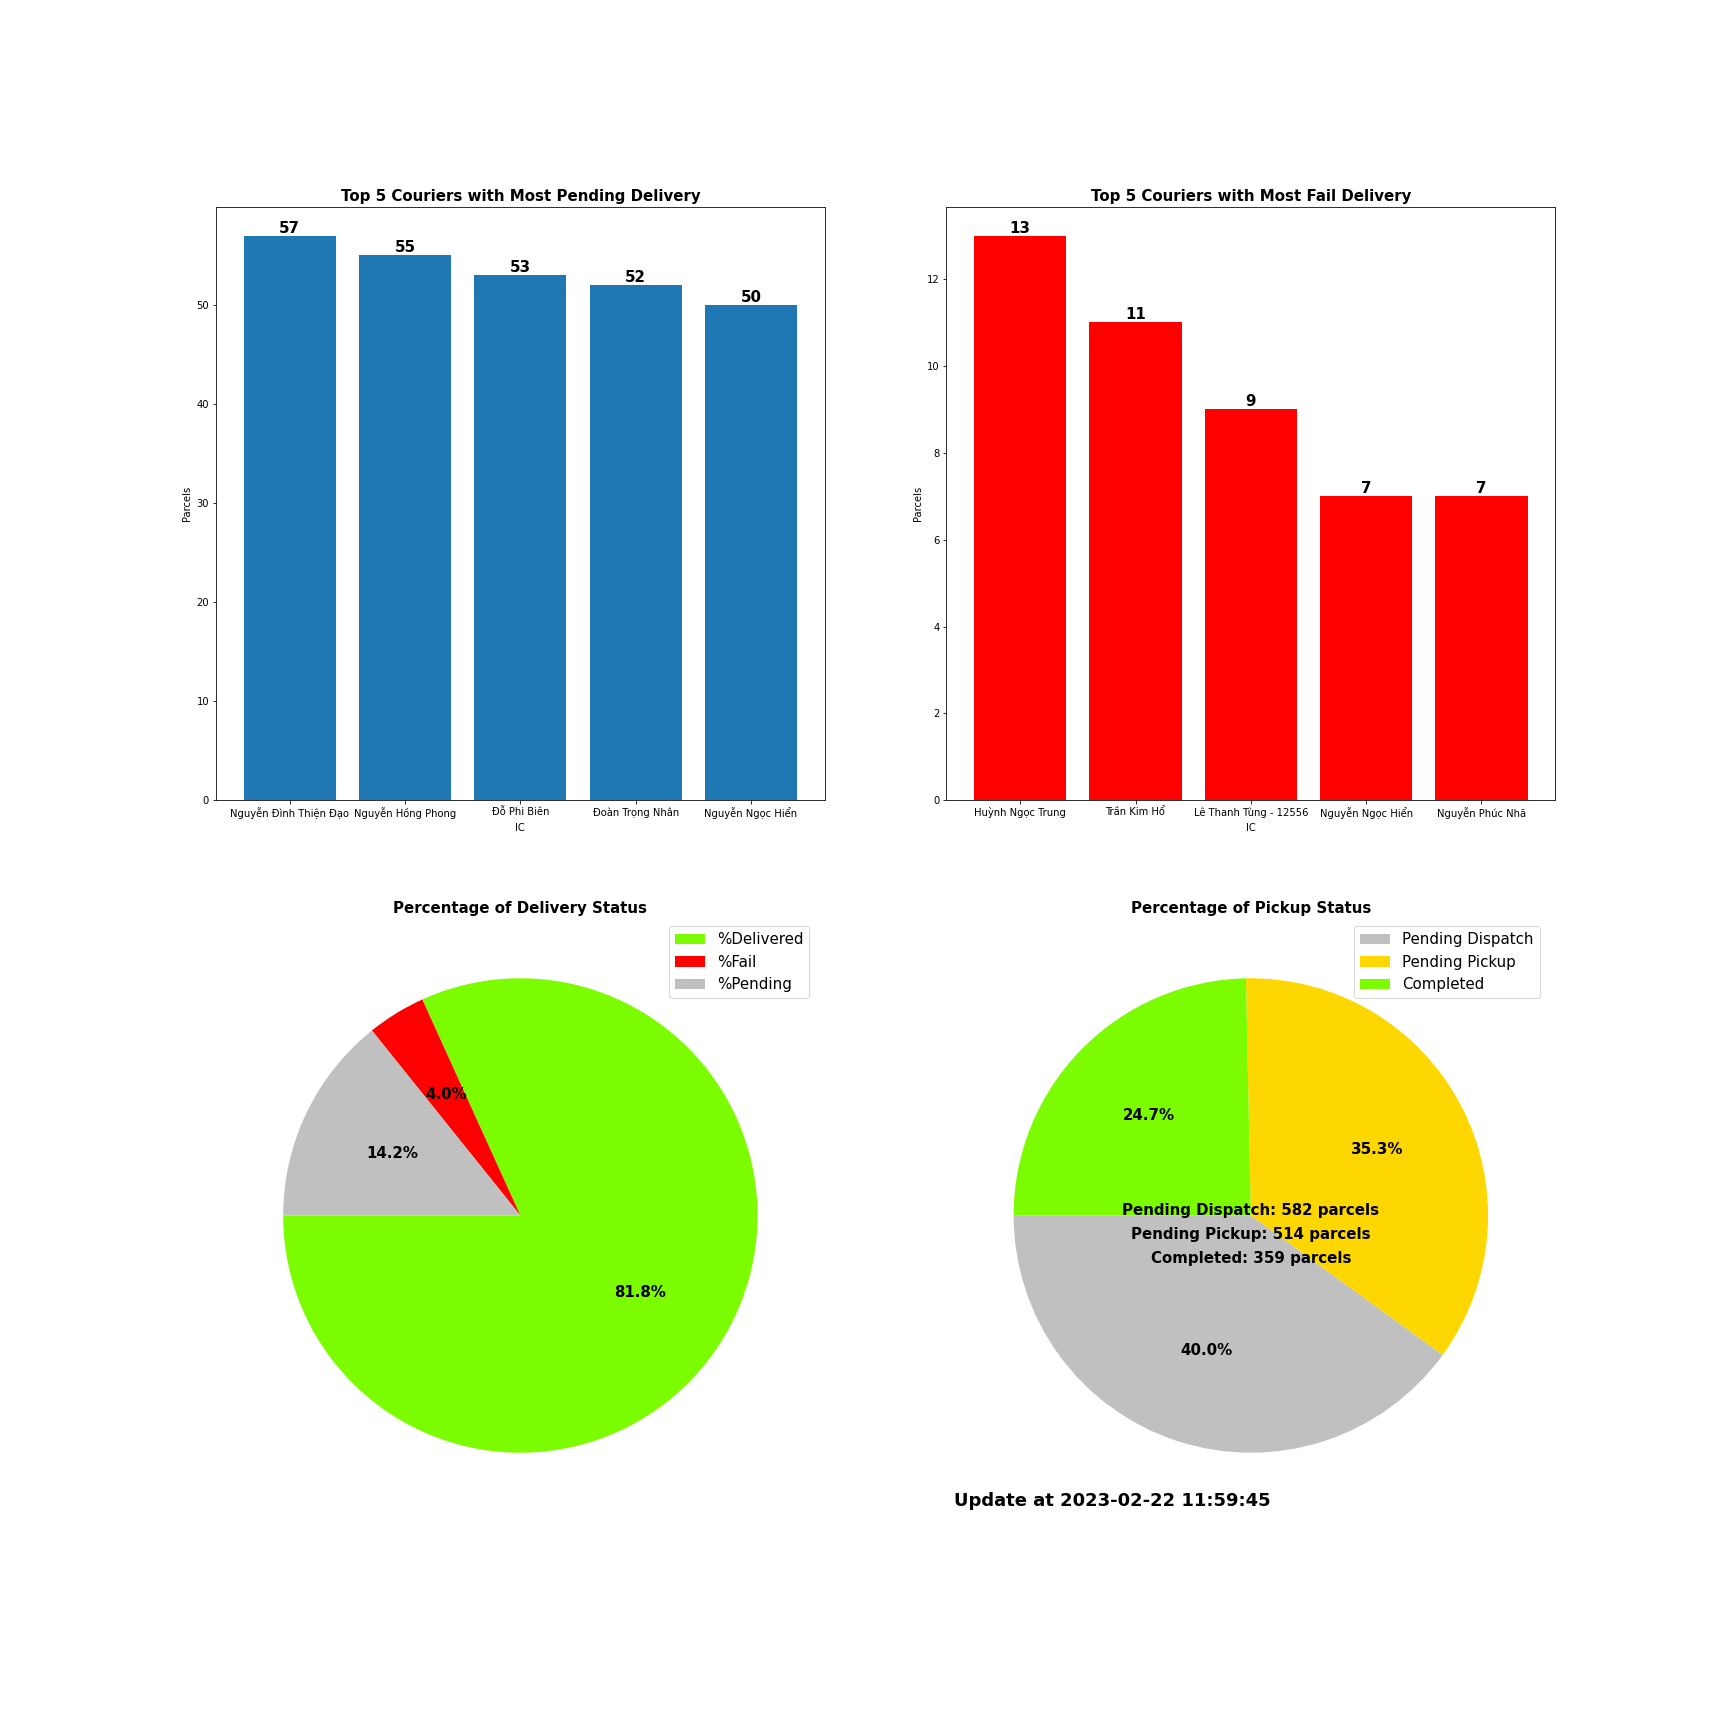 Top 5 Couriers with Most Pending Delivery
57
55
53
52
50
50
40
30
20
10
0
Parcels
Nguyễn Đình Thiện Đạo
Nguyễn Hồng Phong
Đỗ Phi Biên
Đoàn Trọng Nhân
Nguyễn Ngọc Hiển
IC
Top 5 Couriers with Most Fail Delivery
13
11
9
7
7
12
10
8
6
4
2
0
Parcels
Huỳnh Ngọc Trung
Trần Kim Hổ
Lê Thanh Tùng - 12556
Nguyễn Ngọc Hiển
Nguyễn Phúc Nhã
IC
Percentage of Delivery Status
%Delivered
%Fail
%Pending
4.0%
14.2%
81.8%
Percentage of Pickup Status
Pending Dispatch
Pending Pickup
Completed
24.7%
35.3%
Pending Dispatch: 582 parcels
Pending Pickup: 514 parcels
Completed: 359 parcels
40.0%
Update at 2023-02-22 11:59:45